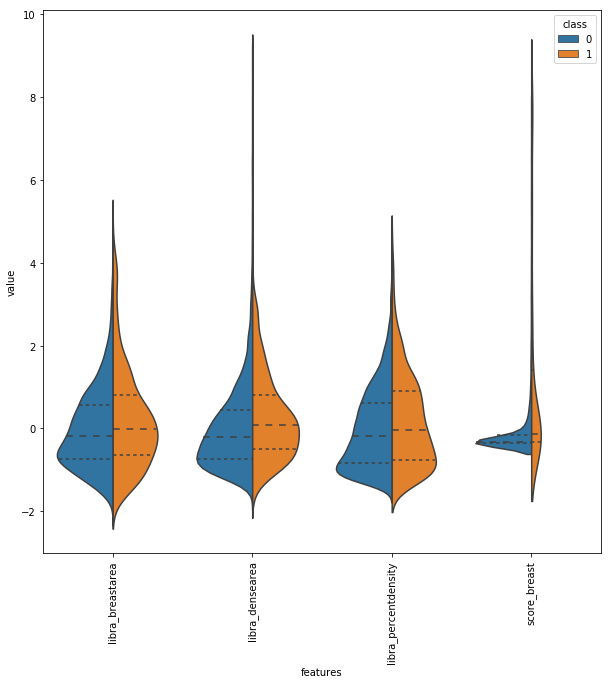 class
0
1
10
8
6
4
2
0
−2
value
libra_breastarea
libra_densearea
libra_percentdensity
score_breast
features